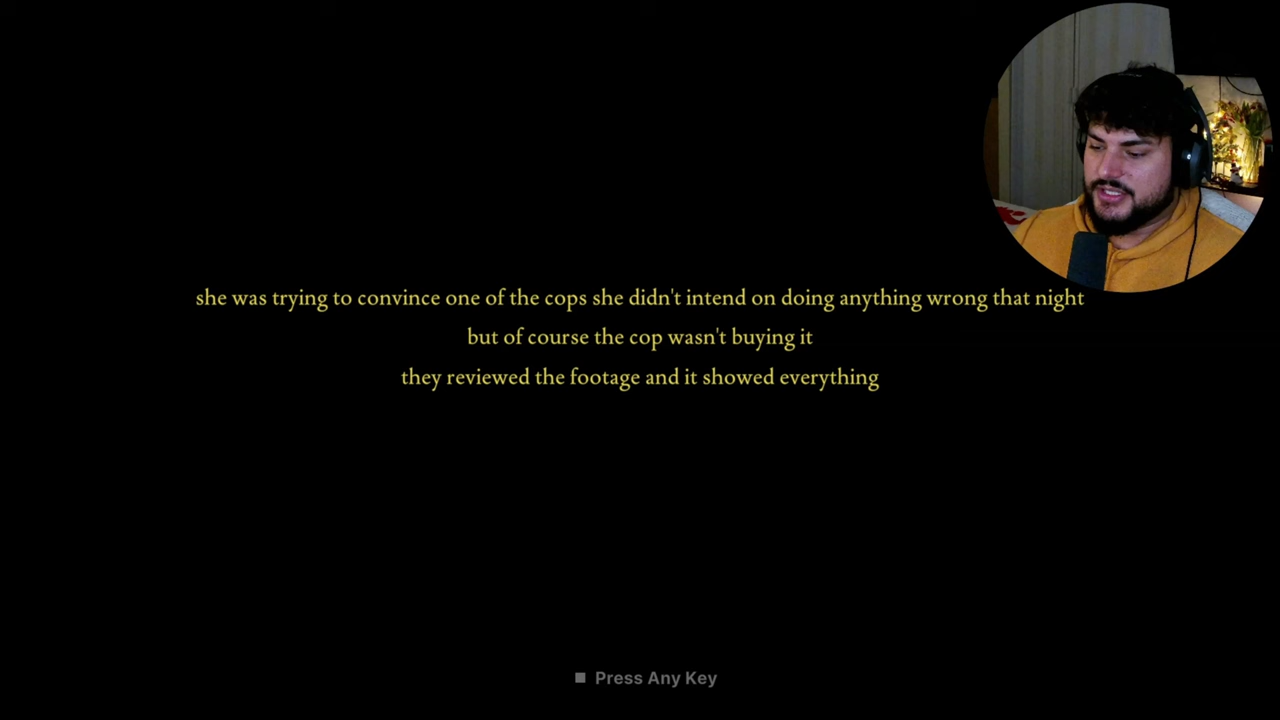 she was trying to convince one of the cops she didn't intend on doing anything wrong that night
but of course the cop wasn't buying it
they reviewed the footage and it showed everything
Press Any Key